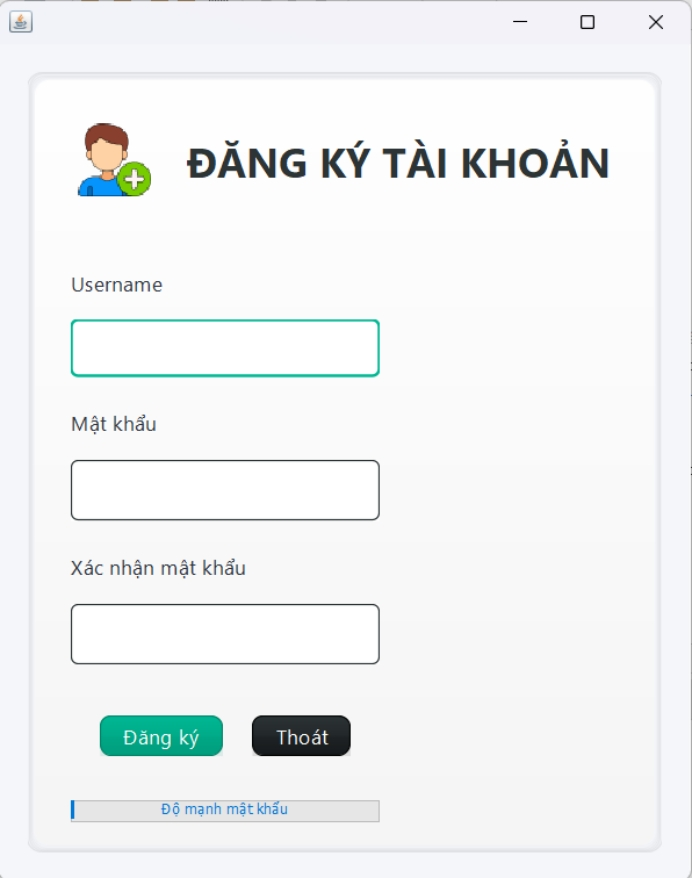 ĐĂNG KÝ TÀI KHOẢN
Username
Mật khẩu
Xác nhận mật khẩu
Đăng ký
Thoát
Độ mạnh mật khẩu